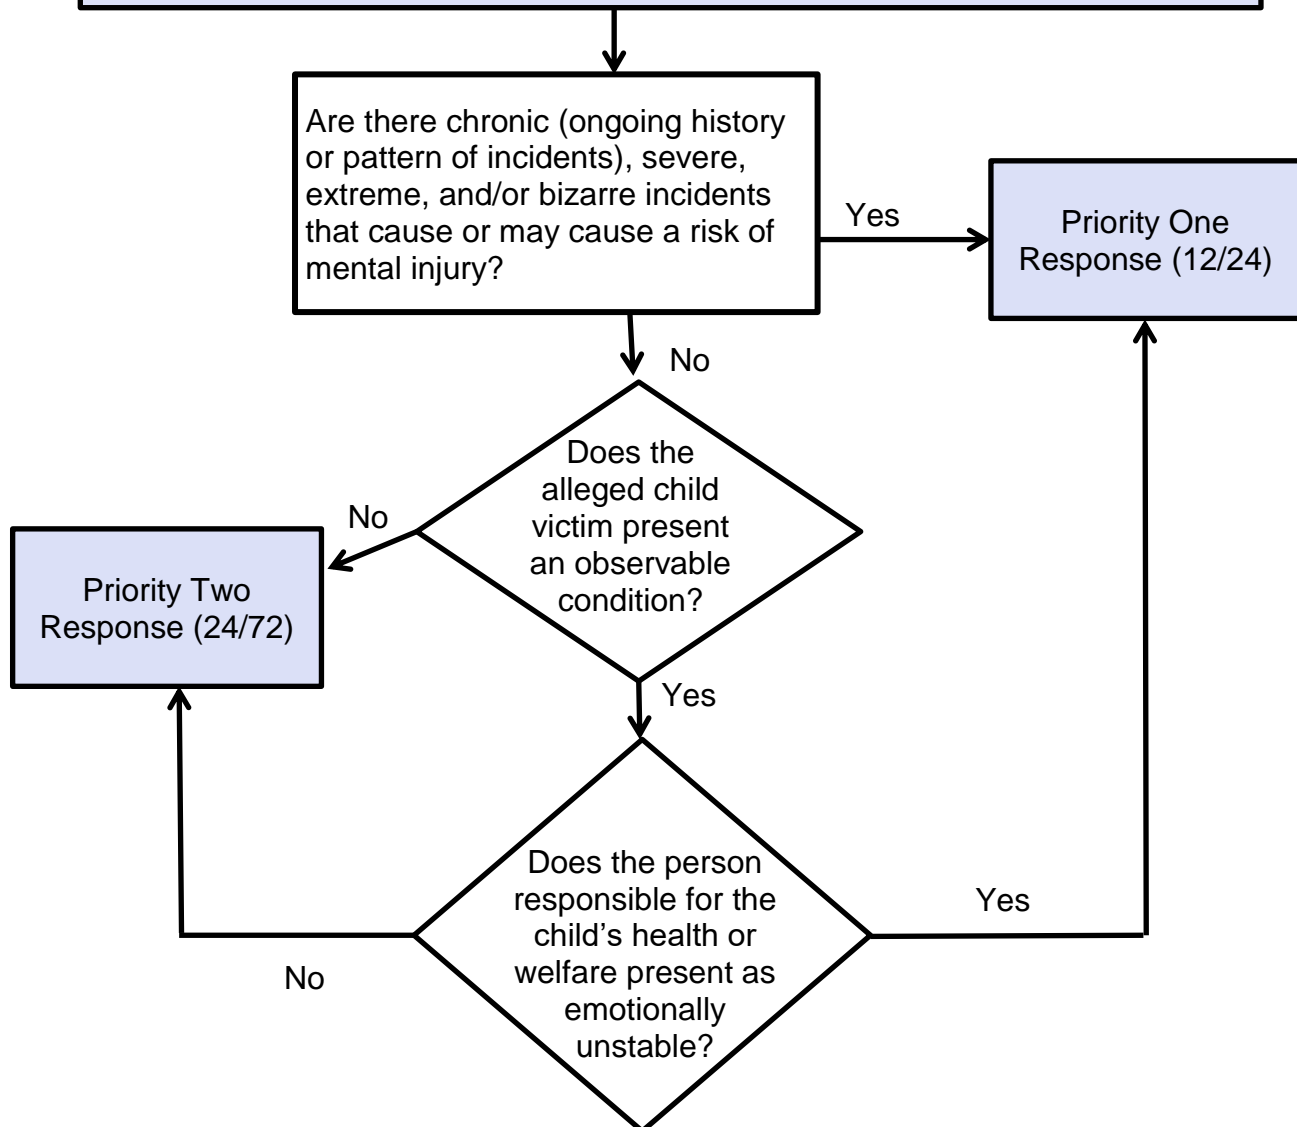 Are there chronic (ongoing history
or pattern of incidents), severe,
extreme, and/or bizarre incidents
that cause or may cause a risk of
mental injury?
Yes
Priority One
Response (12/24)
No
Does the
alleged child
victim present
an observable
condition?
No
Priority Two
Response (24/72)
Yes
Does the person
responsible for the
child’s health or
welfare present as
emotionally
unstable?
Yes
No